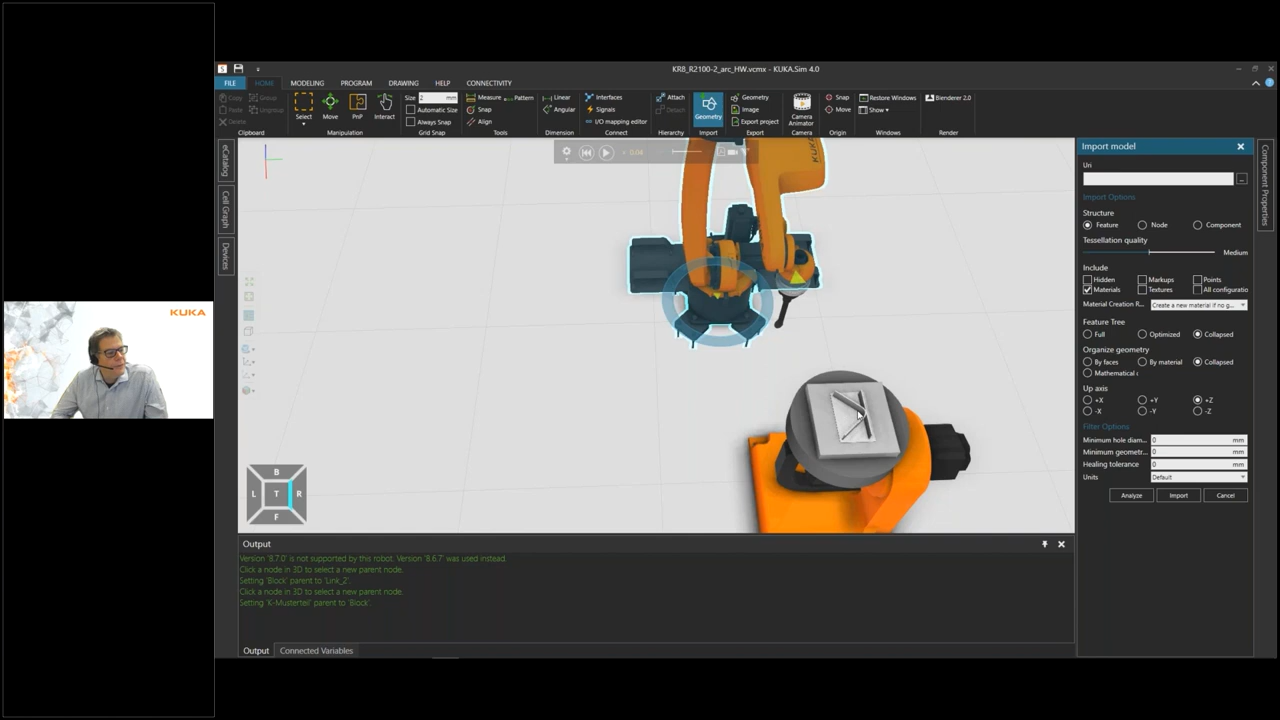 KR8_R2100-2_arc_HW.vcmx - KUKA.Sim 4.0
FILE HOME MODELING PROGRAM DRAWING HELP CONNECTIVITY
Copy Group
Paste Ungroup
Delete
Clipboard
Select Move PnP Interact
Manipulation
Size 2 mm
Automatic Size
Always Snap
Grid Snap
Measure Pattern
Snap
Align
Tools
Linear
Angular
Dimension
Interfaces
Signals
I/O mapping editor
Connect
Attach
Detach
Hierarchy
Geometry
Import
Geometry
Image
Export project
Export
Camera
Animator
Camera
Snap
Move
Origin
Restore Windows
Show
Windows
Blenderer 2.0
Render
eCatalog
Cell Graph
Devices
KUKA
KUKA
B
L T R
F
Import model
Uri
Import Options
Structure
Feature Node Component
Tessellation quality
Medium
Include
Hidden Markups Points
Materials Textures All configuratio
Material Creation R... Create a new material if no g...
Feature Tree
Full Optimized Collapsed
Organize geometry
By faces By material Collapsed
Mathematical
Up axis
+X +Y +Z
-X -Y -Z
Filter Options
Minimum hole diam... 0 mm
Minimum geometr... 0 mm
Healing tolerance 0 mm
Units Default
Analyze Import Cancel
Component Properties
Output
Version '8.7.0' is not supported by this robot. Version '8.6.7' was used instead.
Click a node in 3D to select a new parent node.
Setting 'Block' parent to 'Link_2'.
Click a node in 3D to select a new parent node.
Setting 'K-Musterteil' parent to 'Block'.
Output Connected Variables